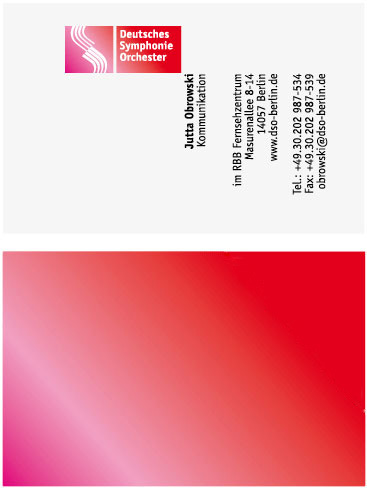 Deutsches
Symphonie
Orchester
Jutta Obrowski
Kommunikation
im RBB Fernsehzentrum
Masurenallee 8-14
14057 Berlin
www.dso-berlin.de
Tel.: +49.30.202 987-534
Fax: +49.30.202 987-539
obrowski@dso-berlin.de